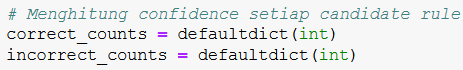 # Menghitung confidence setiap candidate rule
correct_counts = defaultdict(int)
incorrect_counts = defaultdict(int)